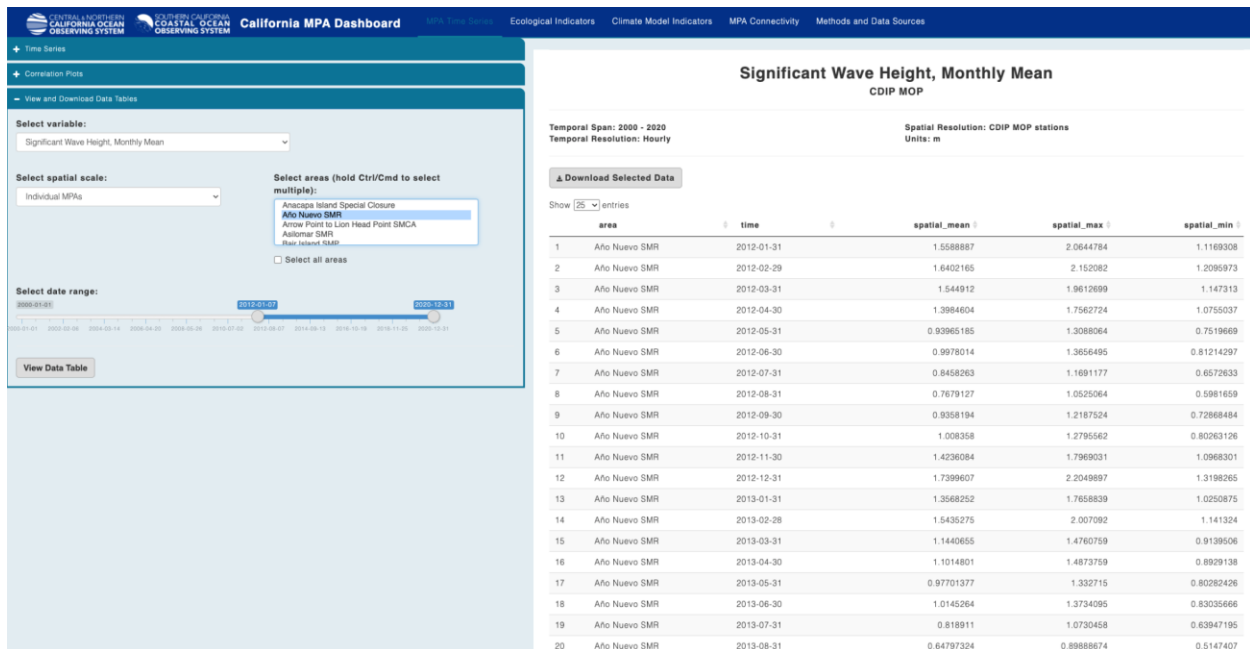 CENTRAL & NORTHERN
CALIFORNIA OCEAN
OBSERVING SYSTEM
SOUTHERN CALIFORNIA
COASTAL OCEAN
OBSERVING SYSTEM
California MPA Dashboard
MPA Time Series
Ecological Indicators
Climate Model Indicators
MPA Connectivity
Methods and Data Sources
Time Series
Correlation Plots
View and Download Data Tables
Select variable:
Significant Wave Height, Monthly Mean
Select spatial scale:
Individual MPAs
Select areas (hold Ctrl/Cmd to select
multiple):
Anacapa Island Special Closure
Año Nuevo SMR
Arrow Point to Lion Head Point SMCA
Asilomar SMR
Bair Island SMP
Select all areas
Select date range:
2000-01-01 2012-01-07 2020-12-31
View Data Table
Significant Wave Height, Monthly Mean
CDIP MOP
Temporal Span: 2000 - 2020
Temporal Resolution: Hourly
Spatial Resolution: CDIP MOP stations
Units: m
Download Selected Data
Show 25 entries
area time spatial_mean spatial_max spatial_min
1 Año Nuevo SMR 2012-01-31 1.5588887 2.0644784 1.1169308
2 Año Nuevo SMR 2012-02-29 1.6402165 2.152082 1.2095973
3 Año Nuevo SMR 2012-03-31 1.544912 1.9612699 1.147313
4 Año Nuevo SMR 2012-04-30 1.3984604 1.7562724 1.0755037
5 Año Nuevo SMR 2012-05-31 0.93965185 1.3088064 0.7519669
6 Año Nuevo SMR 2012-06-30 0.9978014 1.3656495 0.81214297
7 Año Nuevo SMR 2012-07-31 0.8458263 1.1691177 0.6572633
8 Año Nuevo SMR 2012-08-31 0.7679127 1.0525064 0.5981659
9 Año Nuevo SMR 2012-09-30 0.9358194 1.2187524 0.72868484
10 Año Nuevo SMR 2012-10-31 1.008358 1.2795562 0.80263126
11 Año Nuevo SMR 2012-11-30 1.4236084 1.7969031 1.0968301
12 Año Nuevo SMR 2012-12-31 1.7399607 2.2049897 1.3198265
13 Año Nuevo SMR 2013-01-31 1.3568252 1.7658839 1.0250875
14 Año Nuevo SMR 2013-02-28 1.5435275 2.007092 1.141324
15 Año Nuevo SMR 2013-03-31 1.1440655 1.4760759 0.9139506
16 Año Nuevo SMR 2013-04-30 1.1014801 1.4873759 0.8929138
17 Año Nuevo SMR 2013-05-31 0.97701377 1.332715 0.80282426
18 Año Nuevo SMR 2013-06-30 1.0145264 1.3734095 0.83035666
19 Año Nuevo SMR 2013-07-31 0.818911 1.0730458 0.63947195
20 Año Nuevo SMR 2013-08-31 0.64797324 0.89888674 0.5147407